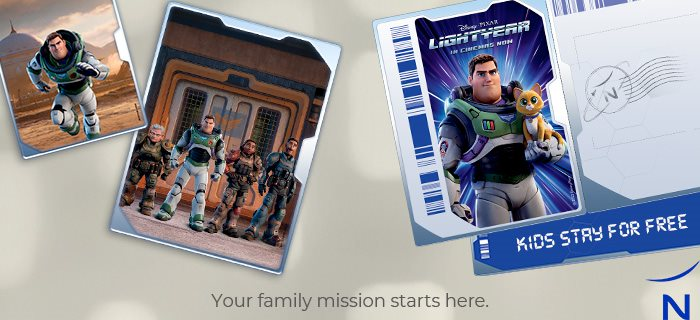 Disney · PIXAR
LIGHTYEAR
IN CINEMAS NOW
N
KIDS STAY FOR FREE
Your family mission starts here.
N